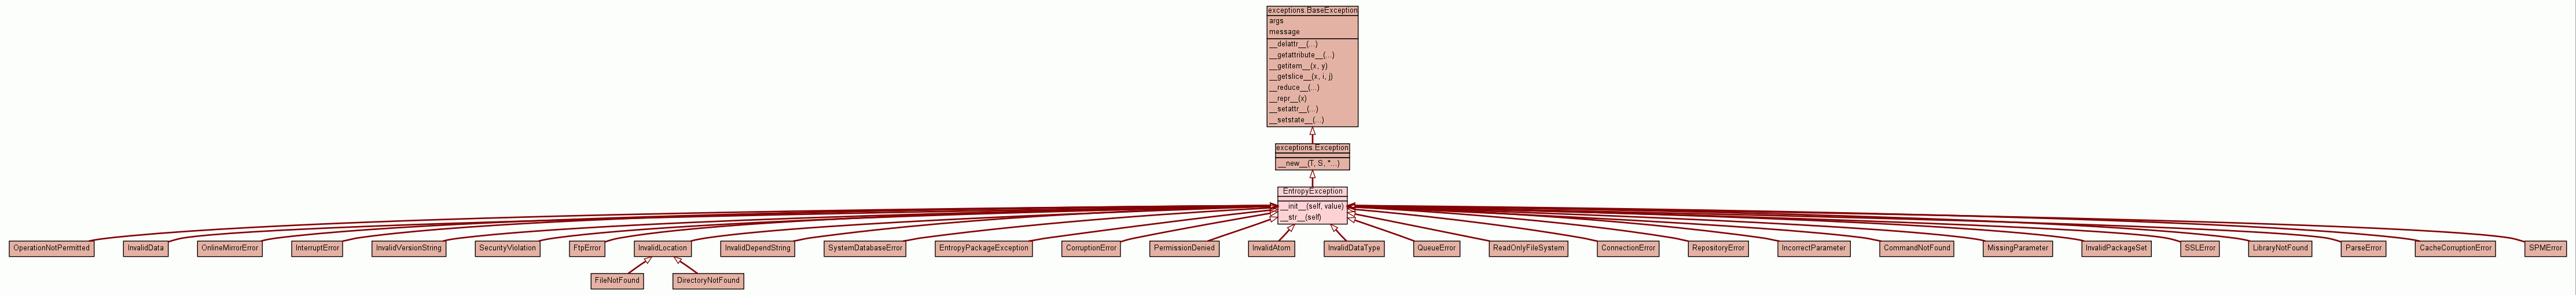 exceptions.BaseException
args
message
__delattr__(...)
__getattribute__(...)
__getitem__(x, y)
__getslice__(x, i, j)
__reduce__(...)
__repr__(x)
__setattr__(...)
__setstate__(...)
exceptions.Exception
__new__(T, S, *...)
EntropyException
__init__(self, value)
__str__(self)
OperationNotPermitted
InvalidData
OnlineMirrorError
InterruptError
InvalidVersionString
SecurityViolation
FtpError
InvalidLocation
InvalidDependString
SystemDatabaseError
EntropyPackageException
CorruptionError
PermissionDenied
InvalidAtom
InvalidDataType
QueueError
ReadOnlyFileSystem
ConnectionError
RepositoryError
IncorrectParameter
CommandNotFound
MissingParameter
InvalidPackageSet
SSLError
LibraryNotFound
ParseError
CacheCorruptionError
SPMError
FileNotFound
DirectoryNotFound